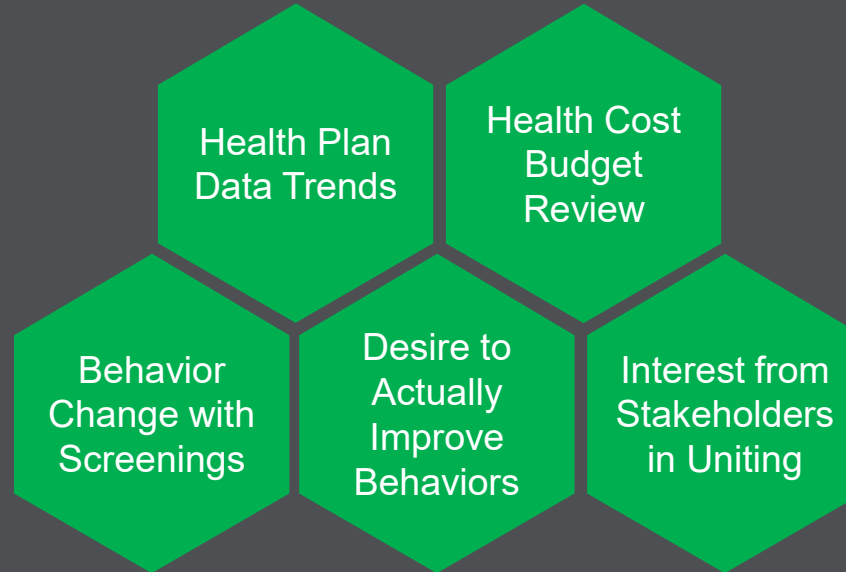 Health Plan
Data Trends
Health Cost
Budget
Review
Behavior
Change with
Screenings
Desire to
Actually
Improve
Behaviors
Interest from
Stakeholders
in Uniting